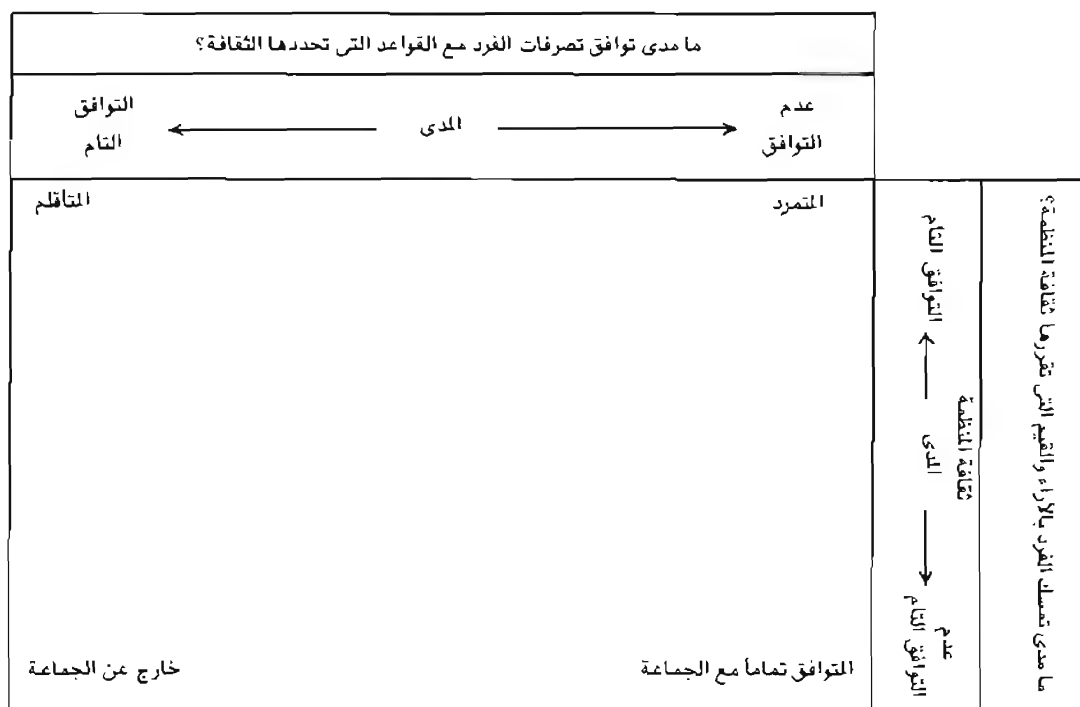 ما مدى توافق تصرفات الفرد مع القواعد التى تحددها الثقافة؟
عدم
التوافق
المدى
التوافق
التام
المتمرد
المتأقلم
المتوافق تماماً مع الجماعة
خارج عن الجماعة
التوافق التام
المدى
عدم
التوافق التام
ثقافة المنظمة
ما مدى تمسك الفرد بالآراء والقيم التى تقررها ثقافة المنظمة؟